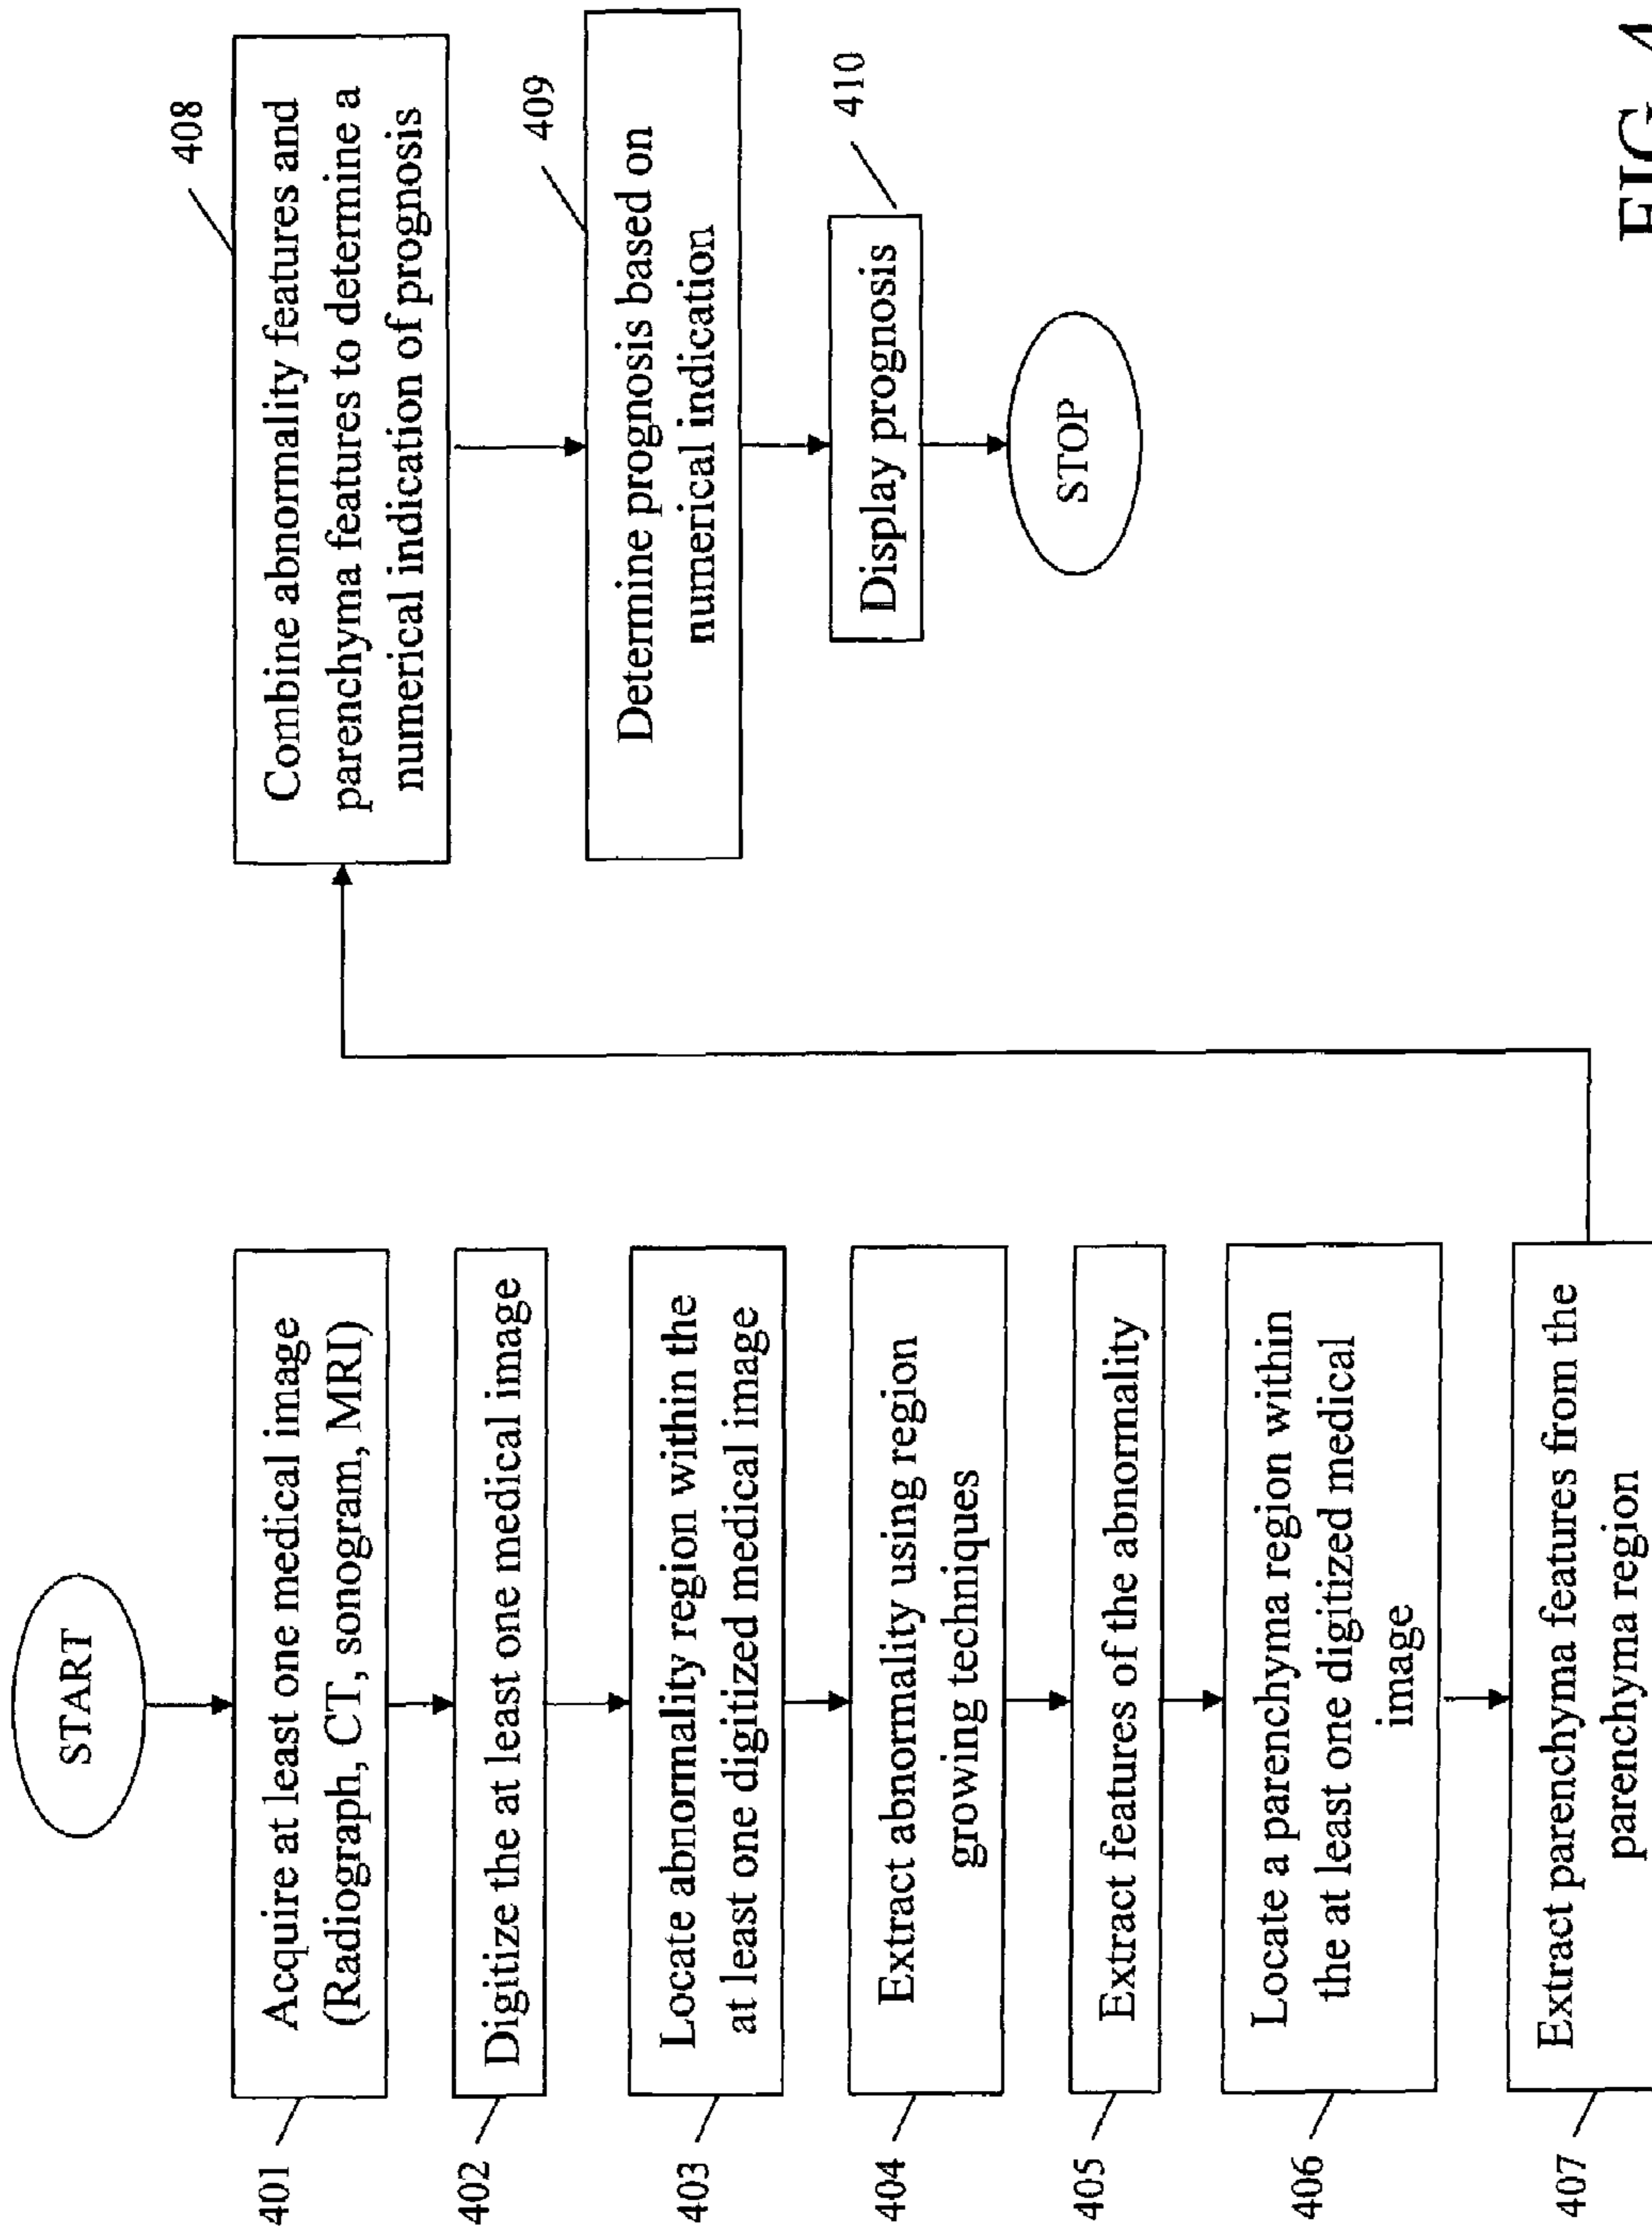 START
401
Acquire at least one medical image
(Radiograph, CT, sonogram, MRI)
402
Digitize the at least one medical image
403
Locate abnormality region within the
at least one digitized medical image
404
Extract abnormality using region
growing techniques
405
Extract features of the abnormality
406
Locate a parenchyma region within
the at least one digitized medical
image
407
Extract parenchyma features from the
parenchyma region
408
Combine abnormality features and
parenchyma features to determine a
numerical indication of prognosis
409
Determine prognosis based on
numerical indication
410
Display prognosis
STOP
FIG. 4